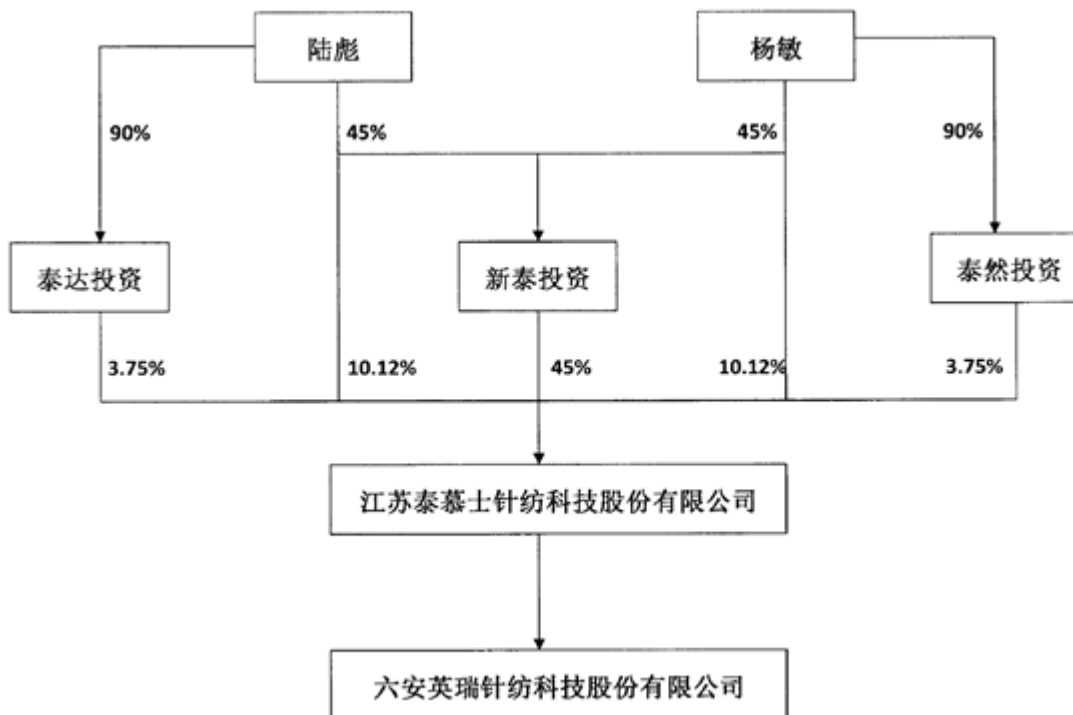 陆彪
杨敏
90%
45%
45%
90%
泰达投资
新泰投资
泰然投资
3.75%
10.12%
45%
10.12%
3.75%
江苏泰慕士针纺科技股份有限公司
六安英瑞针纺科技股份有限公司